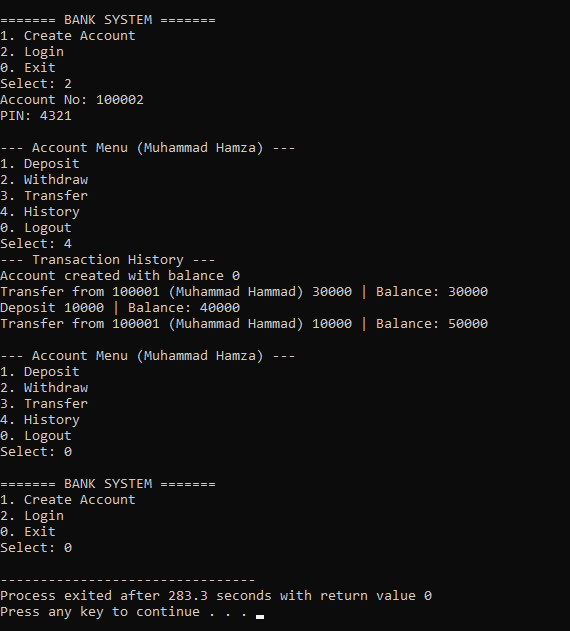 ======= BANK SYSTEM =======
1. Create Account
2. Login
0. Exit
Select: 2
Account No: 100002
PIN: 4321

--- Account Menu (Muhammad Hamza) ---
1. Deposit
2. Withdraw
3. Transfer
4. History
0. Logout
Select: 4
--- Transaction History ---
Account created with balance 0
Transfer from 100001 (Muhammad Hammad) 30000 | Balance: 30000
Deposit 10000 | Balance: 40000
Transfer from 100001 (Muhammad Hammad) 10000 | Balance: 50000

--- Account Menu (Muhammad Hamza) ---
1. Deposit
2. Withdraw
3. Transfer
4. History
0. Logout
Select: 0

======= BANK SYSTEM =======
1. Create Account
2. Login
0. Exit
Select: 0

--------------------------------
Process exited after 283.3 seconds with return value 0
Press any key to continue . . .